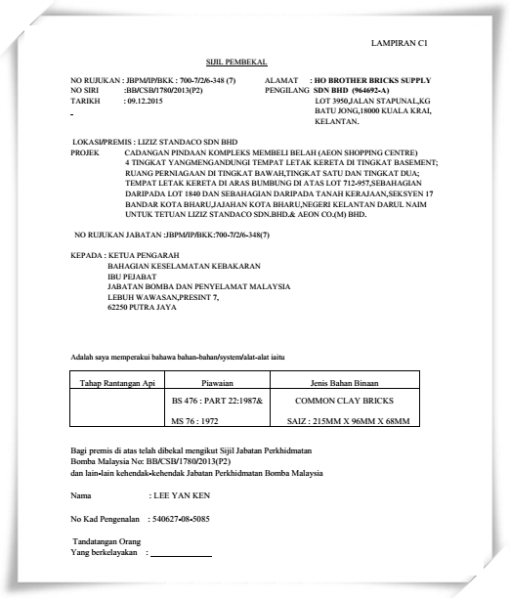 LAMPIRAN C1
SIJIL PEMBEKAL
NO RUJUKAN : JBPM/IP/BKK : 700-7/2/6-348 (7) ALAMAT : HO BROTHER BRICKS SUPPLY
NO SIRI :BB/CSB/1780/2013(P2) PENGILANG SDN BHD (964692-A)
TARIKH : 09.12.2015 LOT 3950,JALAN STAPUNAL,KG
- BATU JONG,18000 KUALA KRAI,
KELANTAN.
LOKASI/PREMIS : LIZIZ STANDACO SDN BHD
PROJEK CADANGAN PINDAAN KOMPLEKS MEMBELI BELAH (AEON SHOPPING CENTRE)
4 TINGKAT YANGMENGANDUNGI TEMPAT LETAK KERETA DI TINGKAT BASEMENT;
RUANG PERNIAGAAN DI TINGKAT BAWAH,TINGKAT SATU DAN TINGKAT DUA;
TEMPAT LETAK KERETA DI ARAS BUMBUNG DI ATAS LOT 712-957,SEBAHAGIAN
DARIPADA LOT 1840 DAN SEBAHAGIAN DARIPADA TANAH KERAJAAN,SEKSYEN 17
BANDAR KOTA BHARU,JAJAHAN KOTA BHARU,NEGERI KELANTAN DARUL NAIM
UNTUK TETUAN LIZIZ STANDACO SDN.BHD.& AEON CO.(M) BHD.
NO RUJUKAN JABATAN :JBPM/IP/BKK:700-7/2/6-348(7)
KEPADA : KETUA PENGARAH
BAHAGIAN KESELAMATAN KEBAKARAN
IBU PEJABAT
JABATAN BOMBA DAN PENYELAMAT MALAYSIA
LEBUH WAWASAN,PRESINT 7,
62250 PUTRA JAYA
Adalah saya memperakui bahawa bahan-bahan/system/alat-alat iaitu
Tahap Rantangan Api Piawaian Jenis Bahan Binaan
BS 476 : PART 22:1987& COMMON CLAY BRICKS
MS 76 : 1972 SAIZ : 215MM X 96MM X 68MM
Bagi premis di atas telah dibekal mengikut Sijil Jabatan Perkhidmatan
Bomba Malaysia No: BB/CSB/1780/2013(P2)
dan lain-lain kehendak-kehendak Jabatan Perkhidmatan Bomba Malaysia
Nama : LEE YAN KEN
No Kad Pengenalan : 540627-08-5085
Tandatangan Orang
Yang berkelayakan :